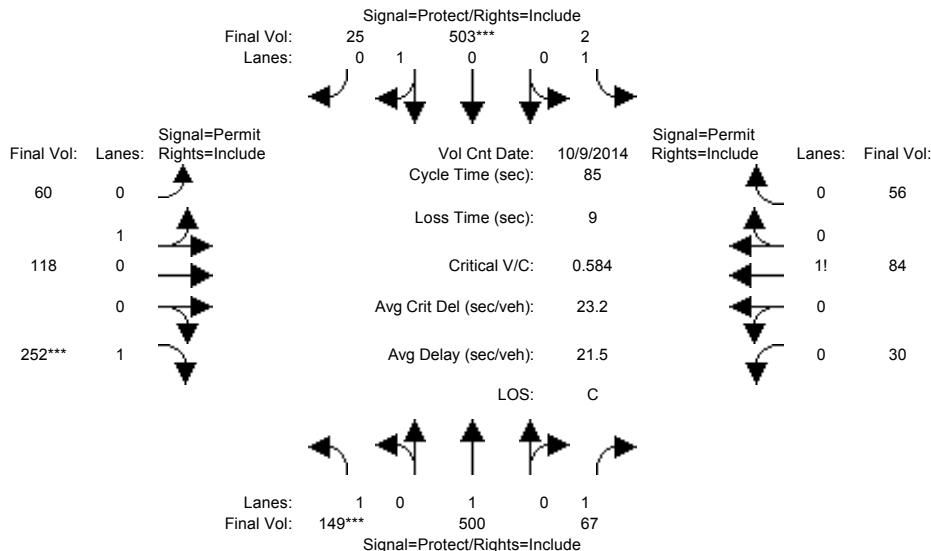 Signal=Protect/Rights=Include
Final Vol: 25 503*** 2
Lanes: 0 1 0 0 1
Signal=Permit Signal=Permit
Final Vol: Lanes: Rights=Include Vol Cnt Date: 10/9/2014 Rights=Include Lanes: Final Vol:
Cycle Time (sec): 85
60 0 0 56
Loss Time (sec): 9
1 0
118 0 Critical V/C: 0.584 1! 84
0 Avg Crit Del (sec/veh): 23.2 0
252*** 1 Avg Delay (sec/veh): 21.5 0 30
LOS: C
Lanes: 1 0 1 0 1
Final Vol: 149*** 500 67
Signal=Protect/Rights=Include